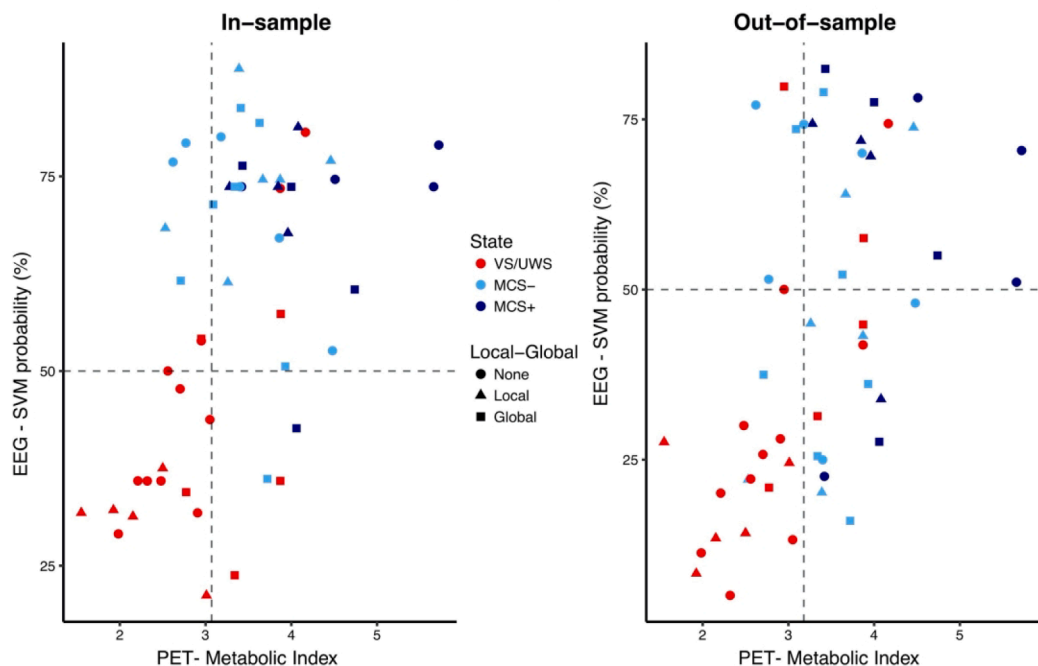 In-sample
Out-of-sample
EEG - SVM probability (%)
75
50
25
2
3
4
5
PET- Metabolic Index
State
VS/UWS
MCS-
MCS+
Local-Global
None
Local
Global
EEG - SVM probability (%)
75
50
25
2
3
4
5
PET- Metabolic Index